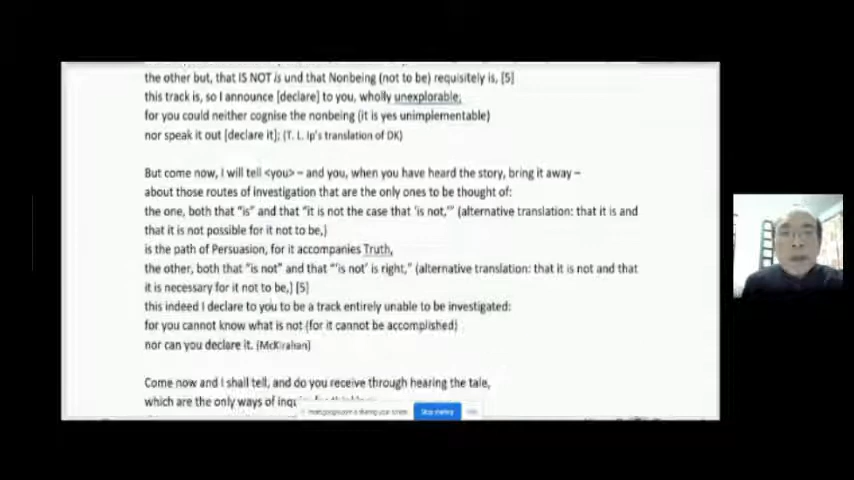 the other but, that IS NOT is und that Nonbeing (not to be) requisitely is, [5]
this track is, so I announce [declare] to you, wholly unexplorable;
for you could neither cognise the nonbeing (it is yes unimplementable)
nor speak it out [declare it]; (T. L. Ip's translation of DK)
But come now, I will tell <you> – and you, when you have heard the story, bring it away –
about those routes of investigation that are the only ones to be thought of:
the one, both that "is" and that "it is not the case that 'is not,'" (alternative translation: that it is and
that it is not possible for it not to be,)
is the path of Persuasion, for it accompanies Truth,
the other, both that "is not" and that "'is not' is right," (alternative translation: that it is not and that
it is necessary for it not to be,] [5]
this indeed I declare to you to be a track entirely unable to be investigated:
for you cannot know what is not (for it cannot be accomplished)
nor can you declare it. (McKirahan)
Come now and I shall tell, and do you receive through hearing the tale,
which are the only ways of
meet.google.com is sharing your screen. Stop sharing